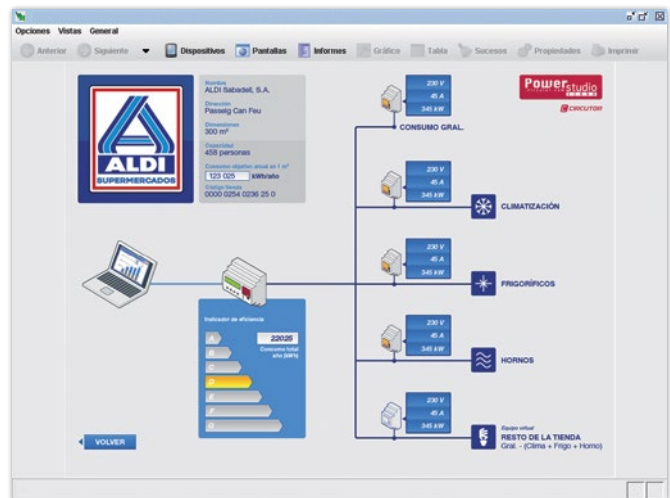 Opciones Vistas General
Anterior Siguiente Dispositivos Pantallas Informes Gráfico Tabla Sucesos Propiedades Imprimir
ALDI
SUPERMERCADOS
Nombre
ALDI Sabadell, S.A.
Dirección
Passeig Can Feu
Dimensiones
300 m²
Capacidad
458 personas
Consumo objetivo anual en 1 m²
123 025 kWh/año
Código tienda
0000 0254 0236 25 0
Powerstudio
CIRCUTOR
230 V
45 A
345 kW
CONSUMO GRAL.
230 V
45 A
345 kW
CLIMATIZACIÓN
230 V
45 A
345 kW
FRIGORÍFICOS
230 V
45 A
345 kW
HORNOS
230 V
45 A
345 kW
Equipo virtual
RESTO DE LA TIENDA
Gral. - (Clima + Frigo + Horno)
Indicador de eficiencia
22025
Consumo total
año (kWh)
A
B
C
D
E
F
G
VOLVER